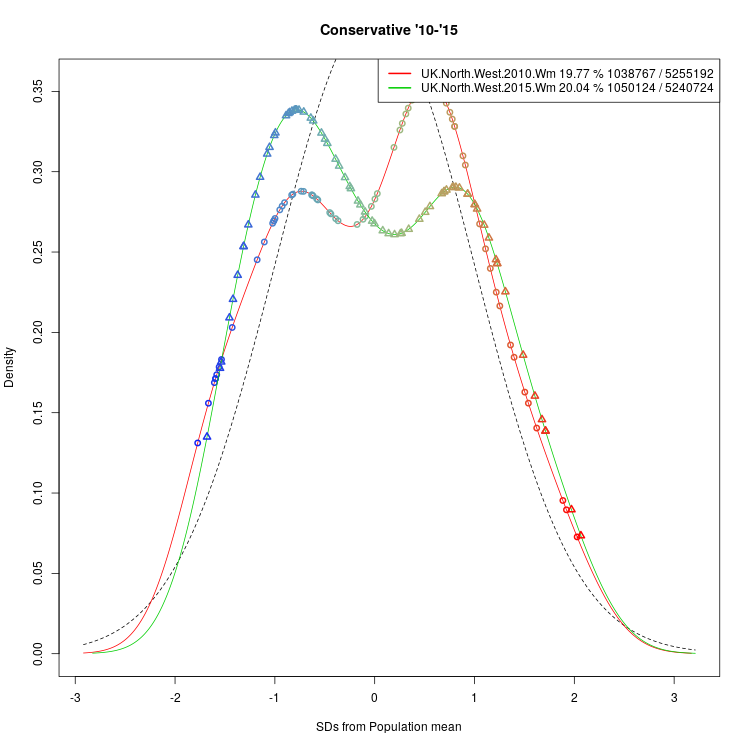 Conservative '10-'15
UK.North.West.2010.Wm 19.77 % 1038767 / 5255192
UK.North.West.2015.Wm 20.04 % 1050124 / 5240724
Density
0.35
0.30
0.25
0.20
0.15
0.10
0.05
0.00
-3 -2 -1 0 1 2 3
SDs from Population mean